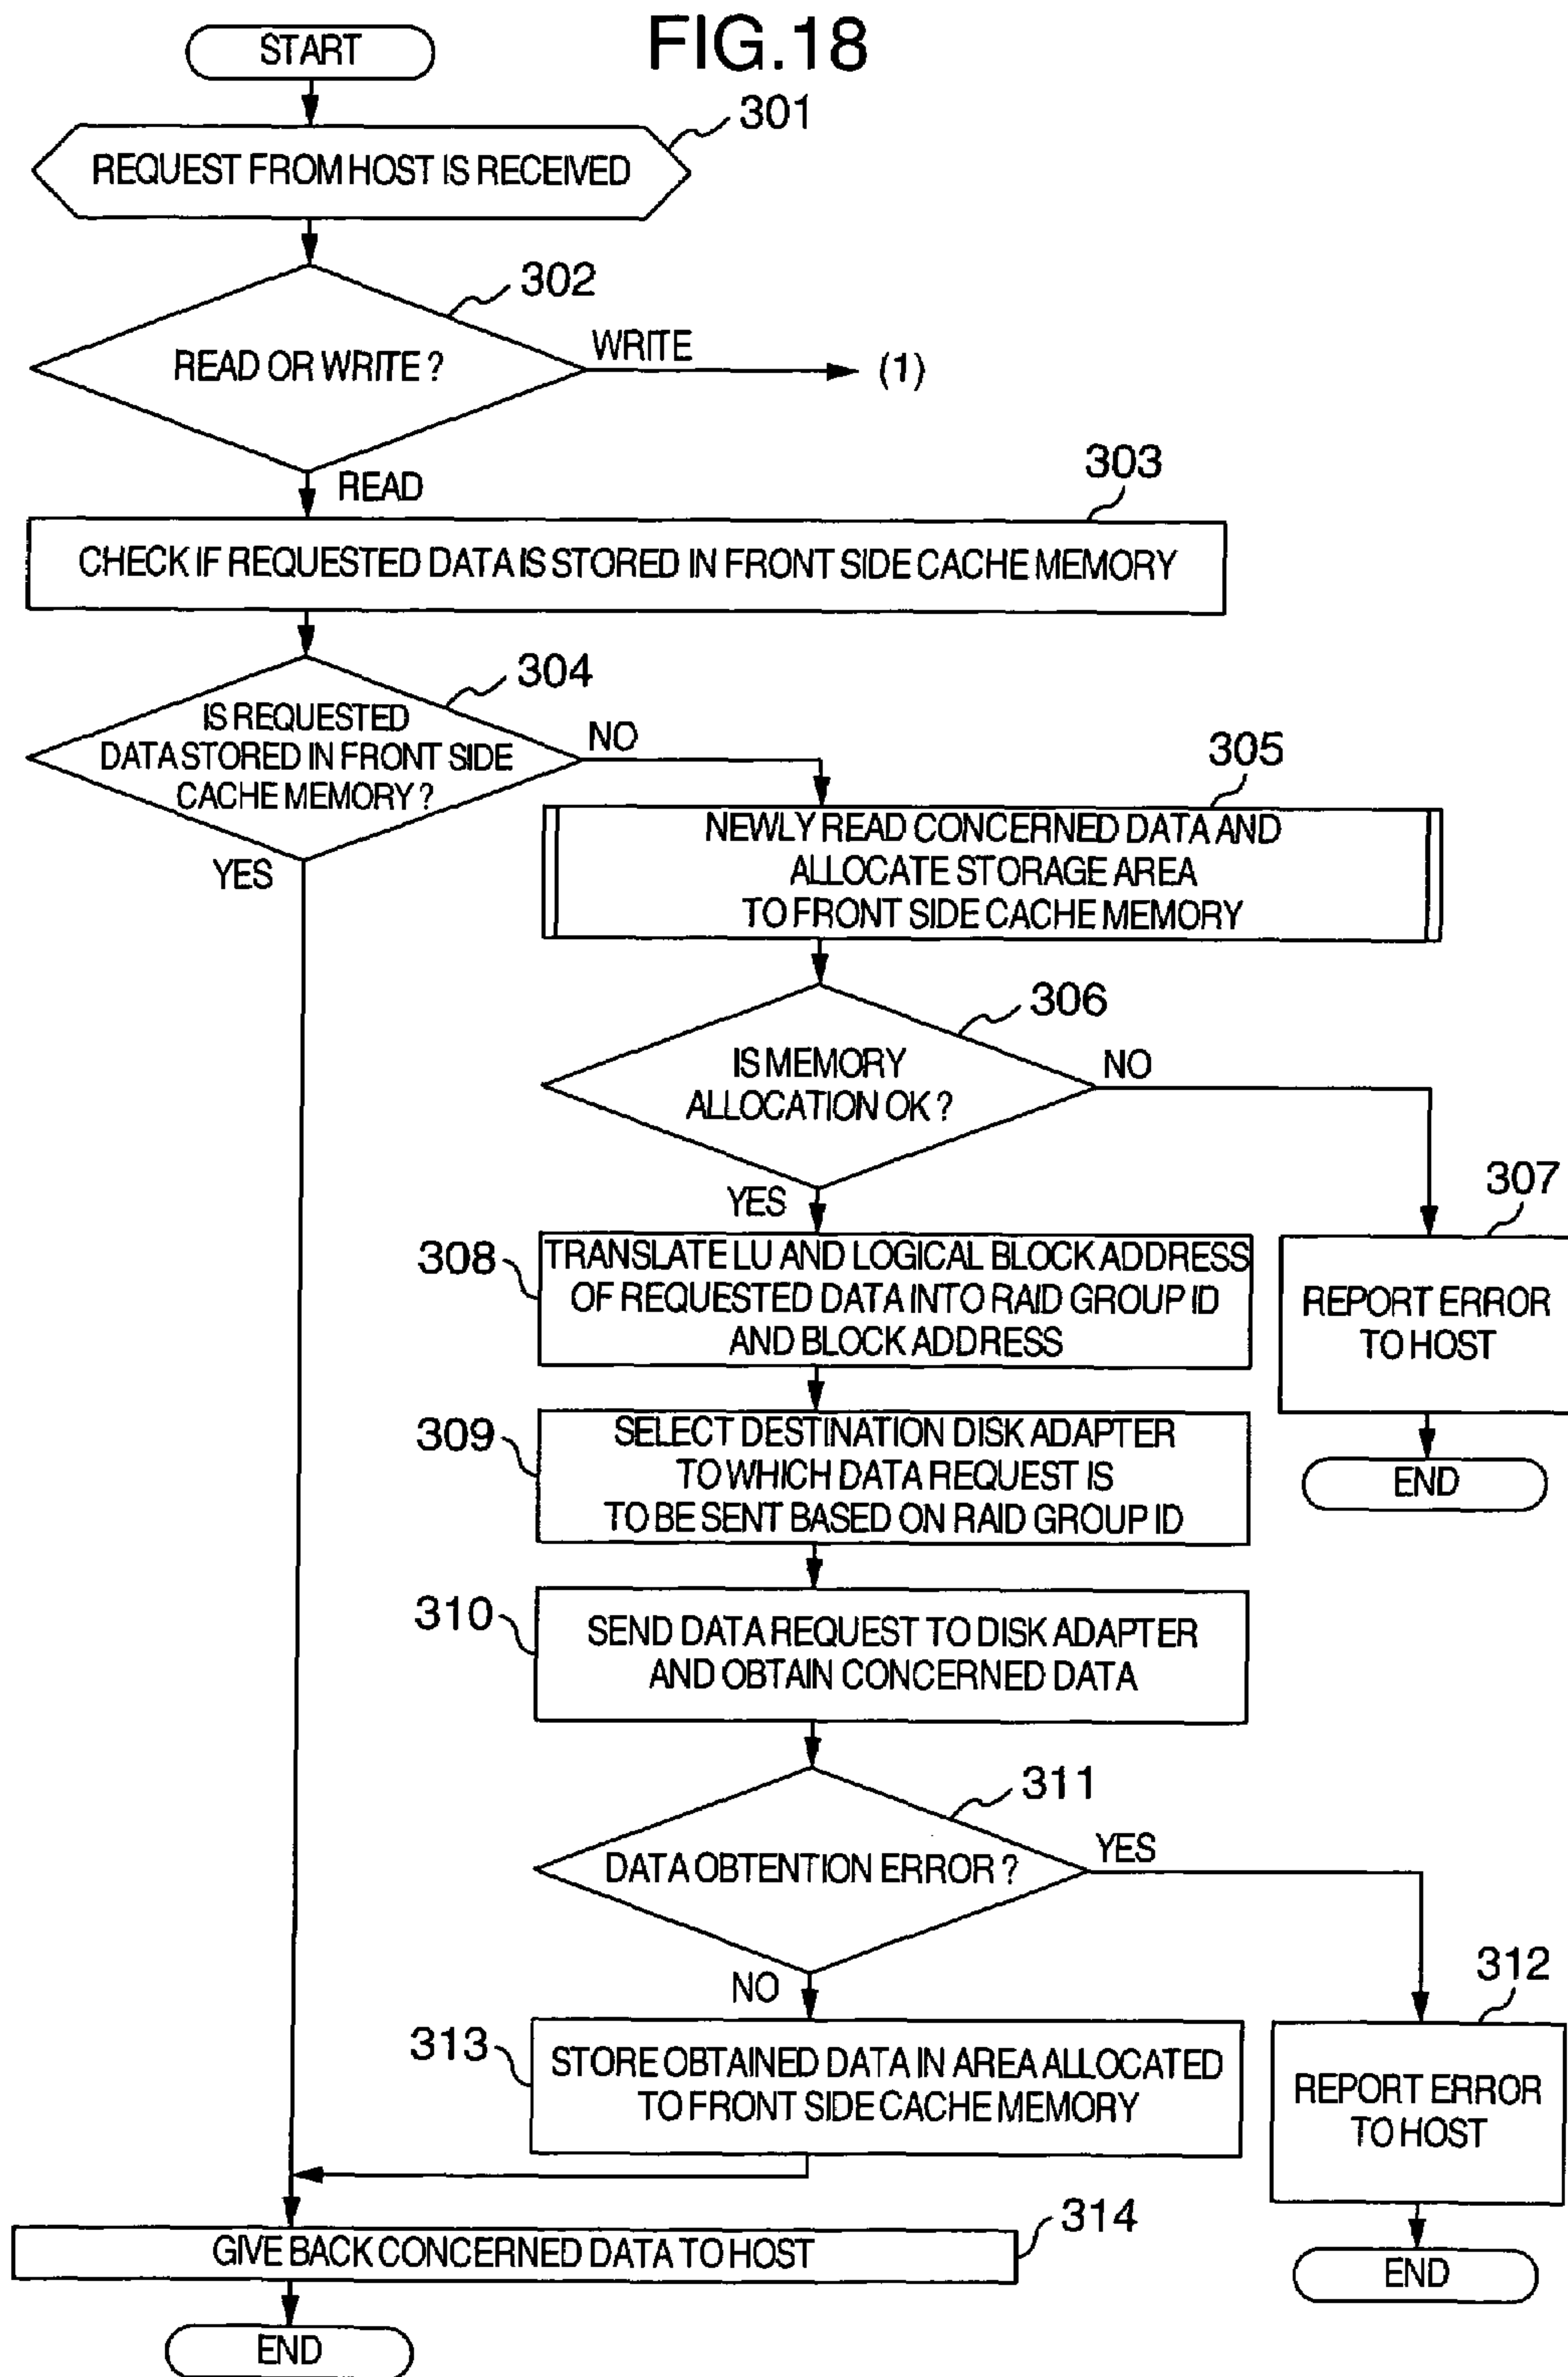 FIG.18
START
301
REQUEST FROM HOST IS RECEIVED
302
READ OR WRITE ?
WRITE
(1)
READ
303
CHECK IF REQUESTED DATA IS STORED IN FRONT SIDE CACHE MEMORY
304
IS REQUESTED
DATA STORED IN FRONT SIDE
CACHE MEMORY ?
NO
YES
305
NEWLY READ CONCERNED DATA AND
ALLOCATE STORAGE AREA
TO FRONT SIDE CACHE MEMORY
306
IS MEMORY
ALLOCATION OK ?
NO
YES
307
REPORT ERROR
TO HOST
END
308
TRANSLATE LU AND LOGICAL BLOCK ADDRESS
OF REQUESTED DATA INTO RAID GROUP ID
AND BLOCK ADDRESS
309
SELECT DESTINATION DISK ADAPTER
TO WHICH DATA REQUEST IS
TO BE SENT BASED ON RAID GROUP ID
310
SEND DATA REQUEST TO DISK ADAPTER
AND OBTAIN CONCERNED DATA
311
DATA OBTENTION ERROR ?
YES
NO
312
REPORT ERROR
TO HOST
END
313
STORE OBTAINED DATA IN AREA ALLOCATED
TO FRONT SIDE CACHE MEMORY
314
GIVE BACK CONCERNED DATA TO HOST
END